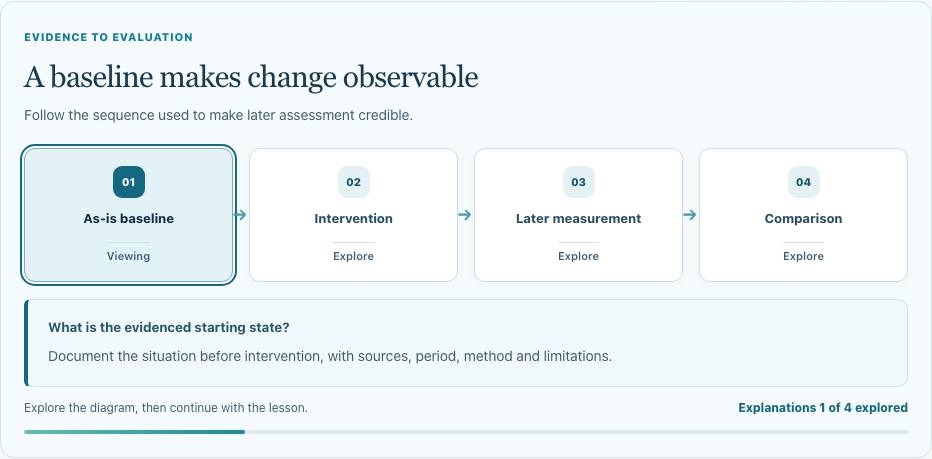 EVIDENCE TO EVALUATION
A baseline makes change observable
Follow the sequence used to make later assessment credible.
01
As-is baseline
Viewing
02
Intervention
Explore
03
Later measurement
Explore
04
Comparison
Explore
What is the evidenced starting state?
Document the situation before intervention, with sources, period, method and limitations.
Explore the diagram, then continue with the lesson.
Explanations 1 of 4 explored